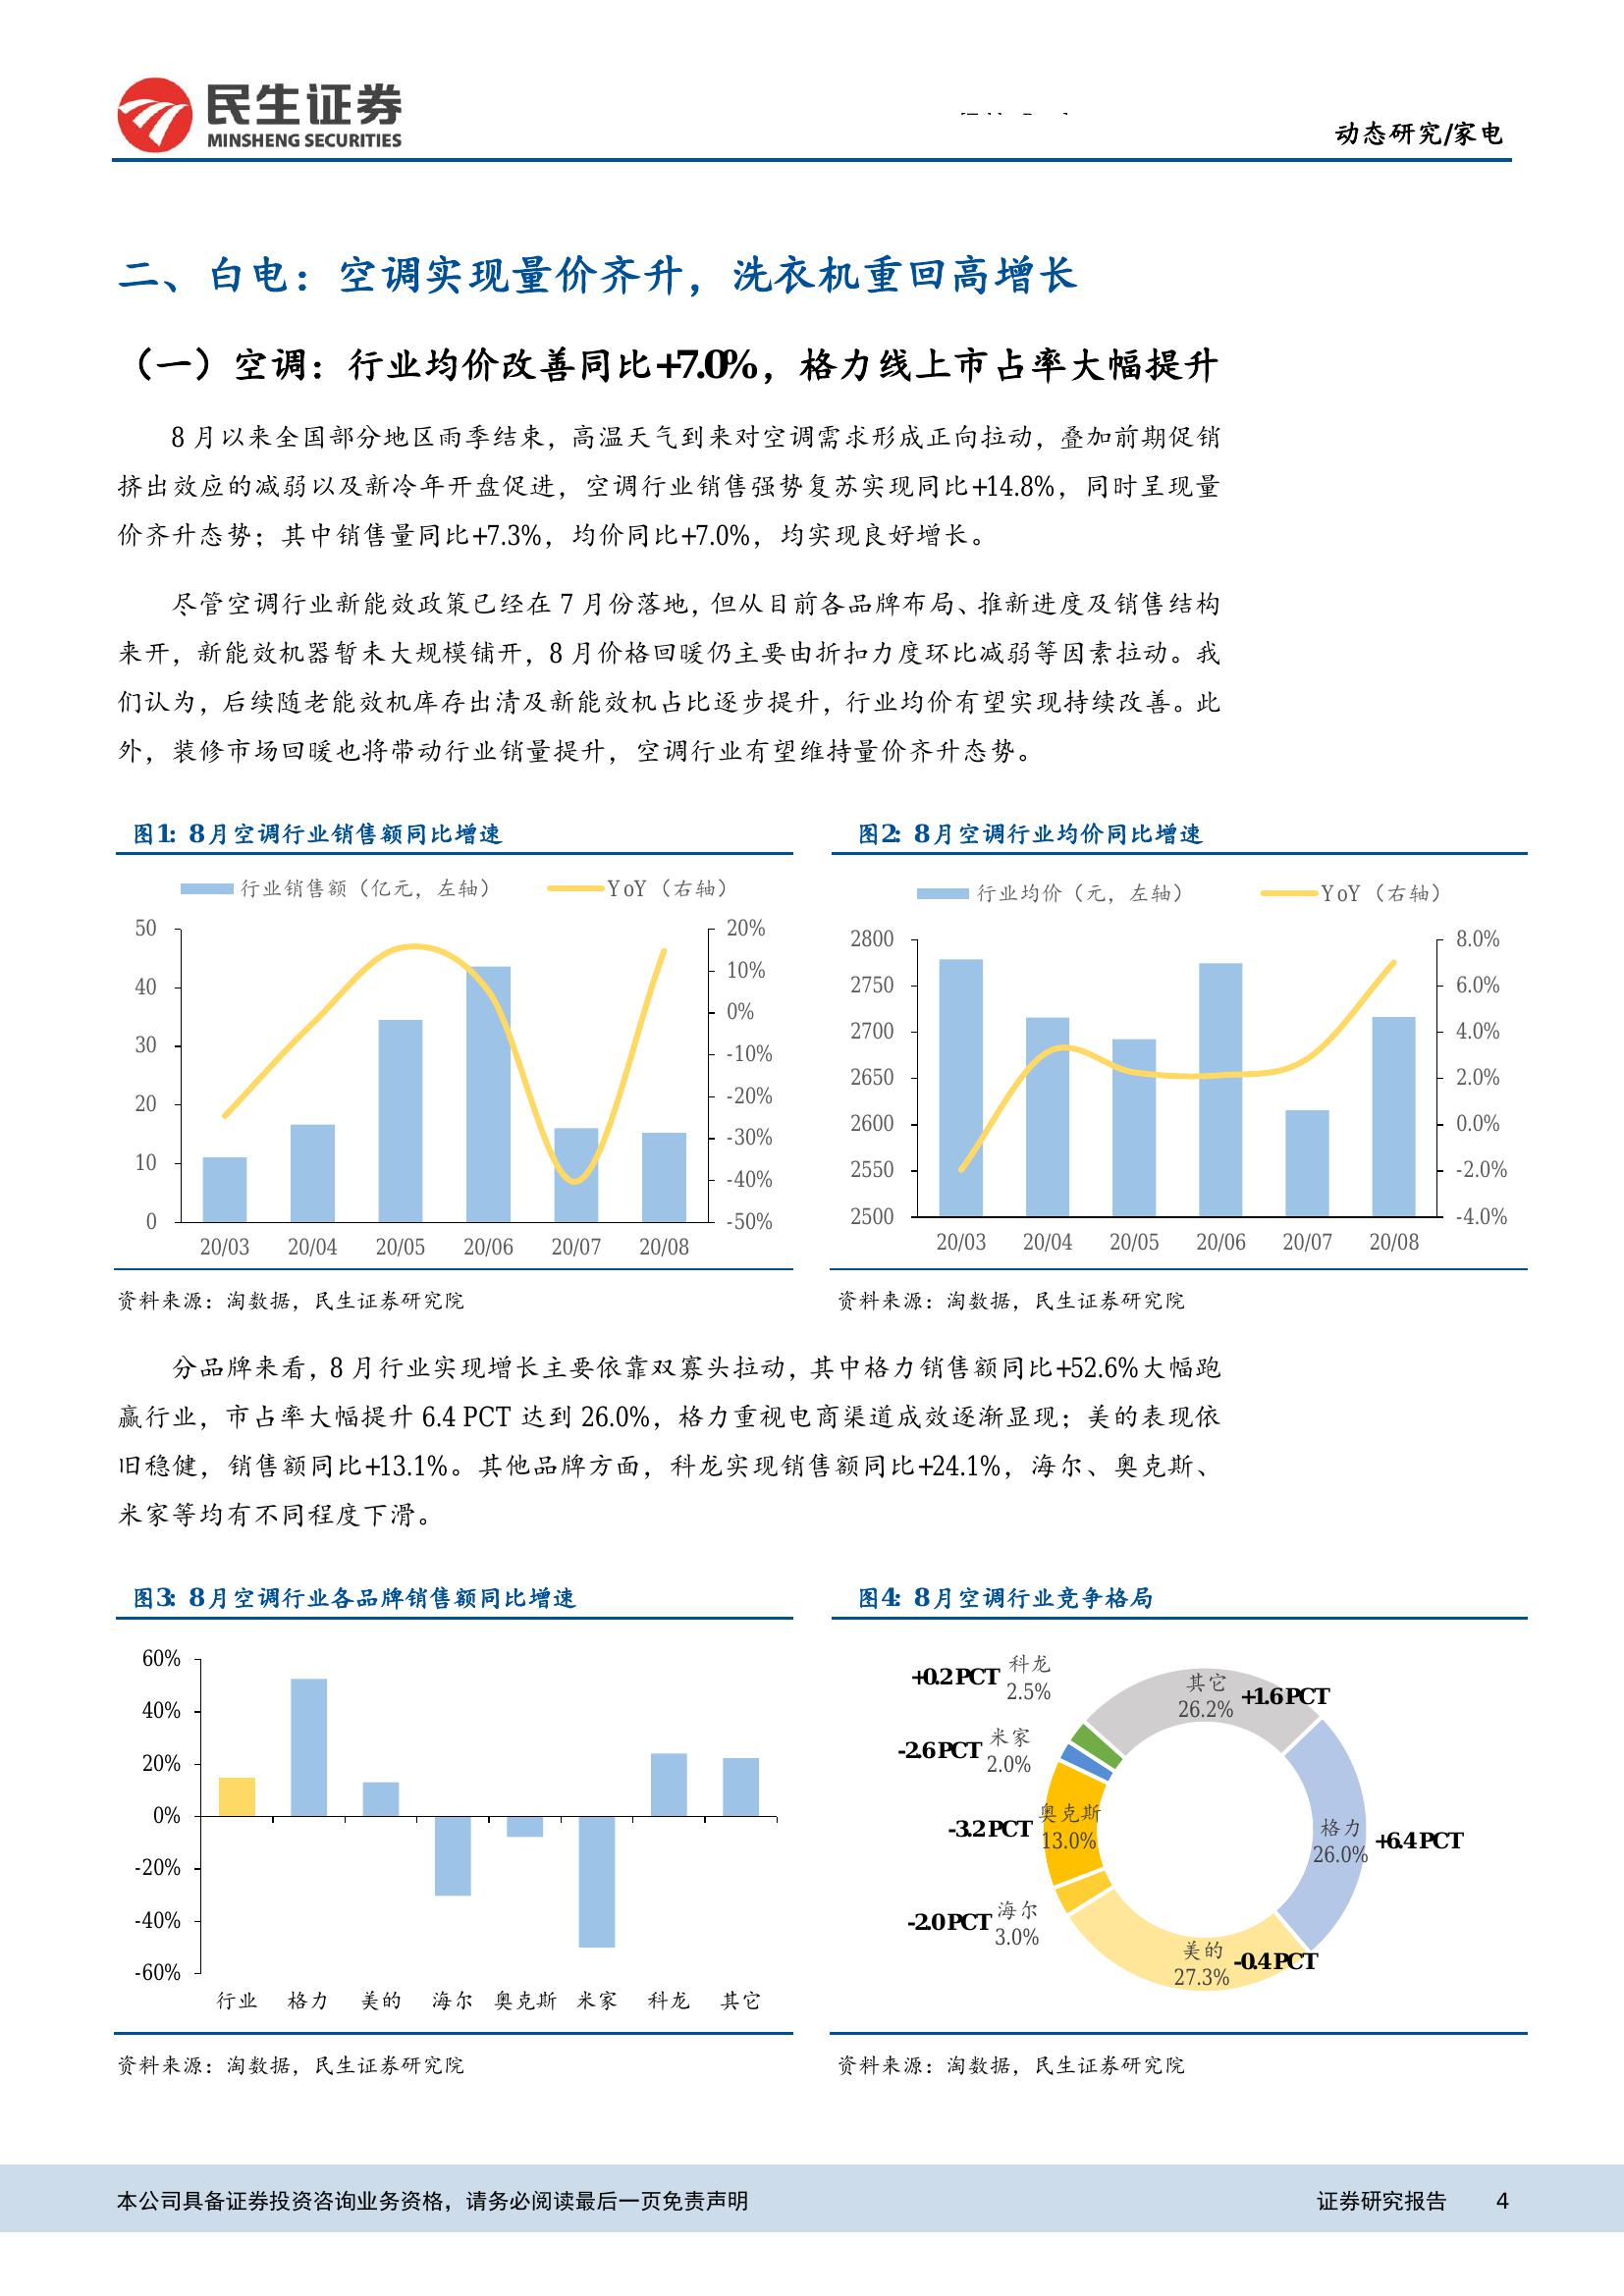 民生证券
MINSHENG SECURITIES
动态研究/家电
二、白电：空调实现量价齐升，洗衣机重回高增长
（一）空调：行业均价改善同比+7.0%，格力线上市占率大幅提升
8 月以来全国部分地区雨季结束，高温天气到来对空调需求形成正向拉动，叠加前期促销
挤出效应的减弱以及新冷年开盘促进，空调行业销售强势复苏实现同比+14.8%，同时呈现量
价齐升态势；其中销售量同比+7.3%，均价同比+7.0%，均实现良好增长。
尽管空调行业新能效政策已经在 7 月份落地，但从目前各品牌布局、推新进度及销售结构
来开，新能效机器暂未大规模铺开，8 月价格回暖仍主要由折扣力度环比减弱等因素拉动。我
们认为，后续随老能效机库存出清及新能效机占比逐步提升，行业均价有望实现持续改善。此
外，装修市场回暖也将带动行业销量提升，空调行业有望维持量价齐升态势。
图1：8月空调行业销售额同比增速
行业销售额（亿元，左轴）
YoY（右轴）
50
40
30
20
10
0
20%
10%
0%
-10%
-20%
-30%
-40%
-50%
20/03 20/04 20/05 20/06 20/07 20/08
资料来源：淘数据，民生证券研究院
图2：8月空调行业均价同比增速
行业均价（元，左轴）
YoY（右轴）
2800
2750
2700
2650
2600
2550
2500
8.0%
6.0%
4.0%
2.0%
0.0%
-2.0%
-4.0%
20/03 20/04 20/05 20/06 20/07 20/08
资料来源：淘数据，民生证券研究院
分品牌来看，8 月行业实现增长主要依靠双寡头拉动，其中格力销售额同比+52.6%大幅跑
赢行业，市占率大幅提升 6.4 PCT 达到 26.0%，格力重视电商渠道成效逐渐显现；美的表现依
旧稳健，销售额同比+13.1%。其他品牌方面，科龙实现销售额同比+24.1%，海尔、奥克斯、
米家等均有不同程度下滑。
图3：8月空调行业各品牌销售额同比增速
60%
40%
20%
0%
-20%
-40%
-60%
行业 格力 美的 海尔 奥克斯 米家 科龙 其它
资料来源：淘数据，民生证券研究院
图4：8月空调行业竞争格局
+0.2PCT
科龙
2.5%
其它
26.2%
+1.6PCT
-2.6PCT
米家
2.0%
-3.2PCT
奥克斯
13.0%
格力
26.0%
+6.4PCT
-2.0PCT
海尔
3.0%
美的
27.3%
-0.4PCT
资料来源：淘数据，民生证券研究院
本公司具备证券投资咨询业务资格，请务必阅读最后一页免责声明
证券研究报告 4